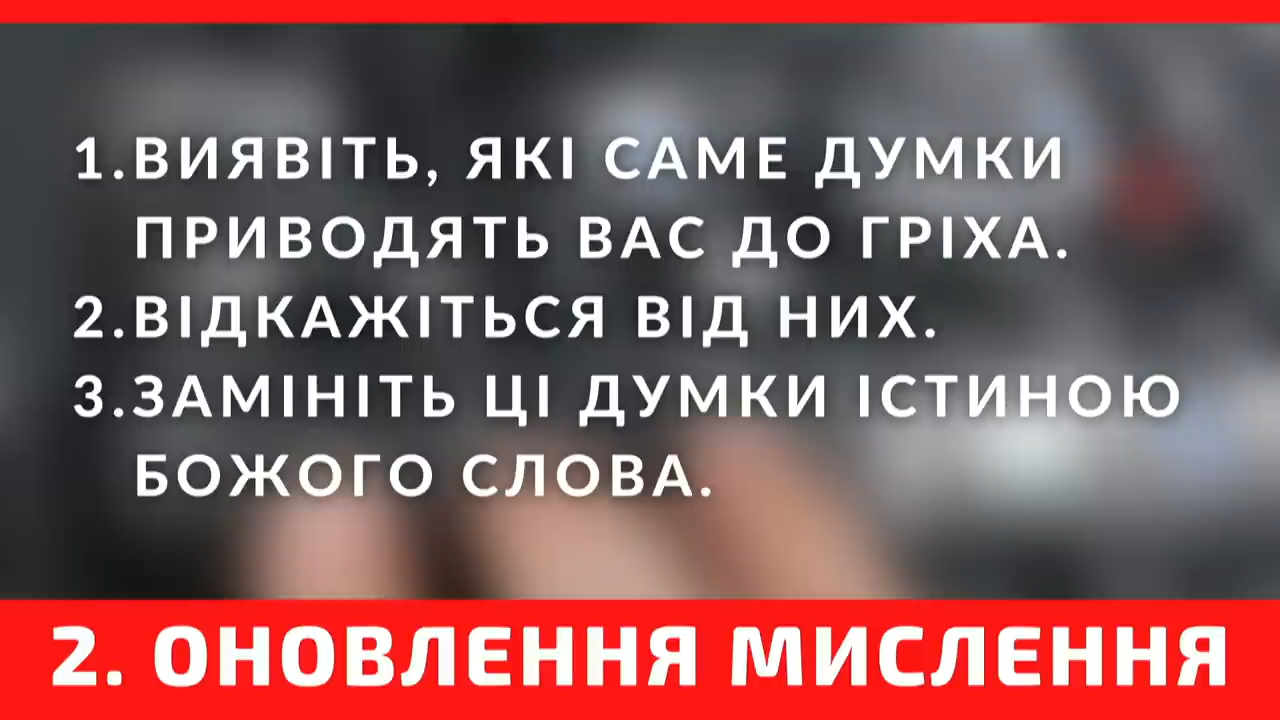 1.ВИЯВІТЬ, ЯКІ САМЕ ДУМКИ
ПРИВОДЯТЬ ВАС ДО ГРІХА.
2.ВІДКАЖІТЬСЯ ВІД НИХ.
3.ЗАМІНІТЬ ЦІ ДУМКИ ІСТИНОЮ
БОЖОГО СЛОВА.
2. ОНОВЛЕННЯ МИСЛЕННЯ